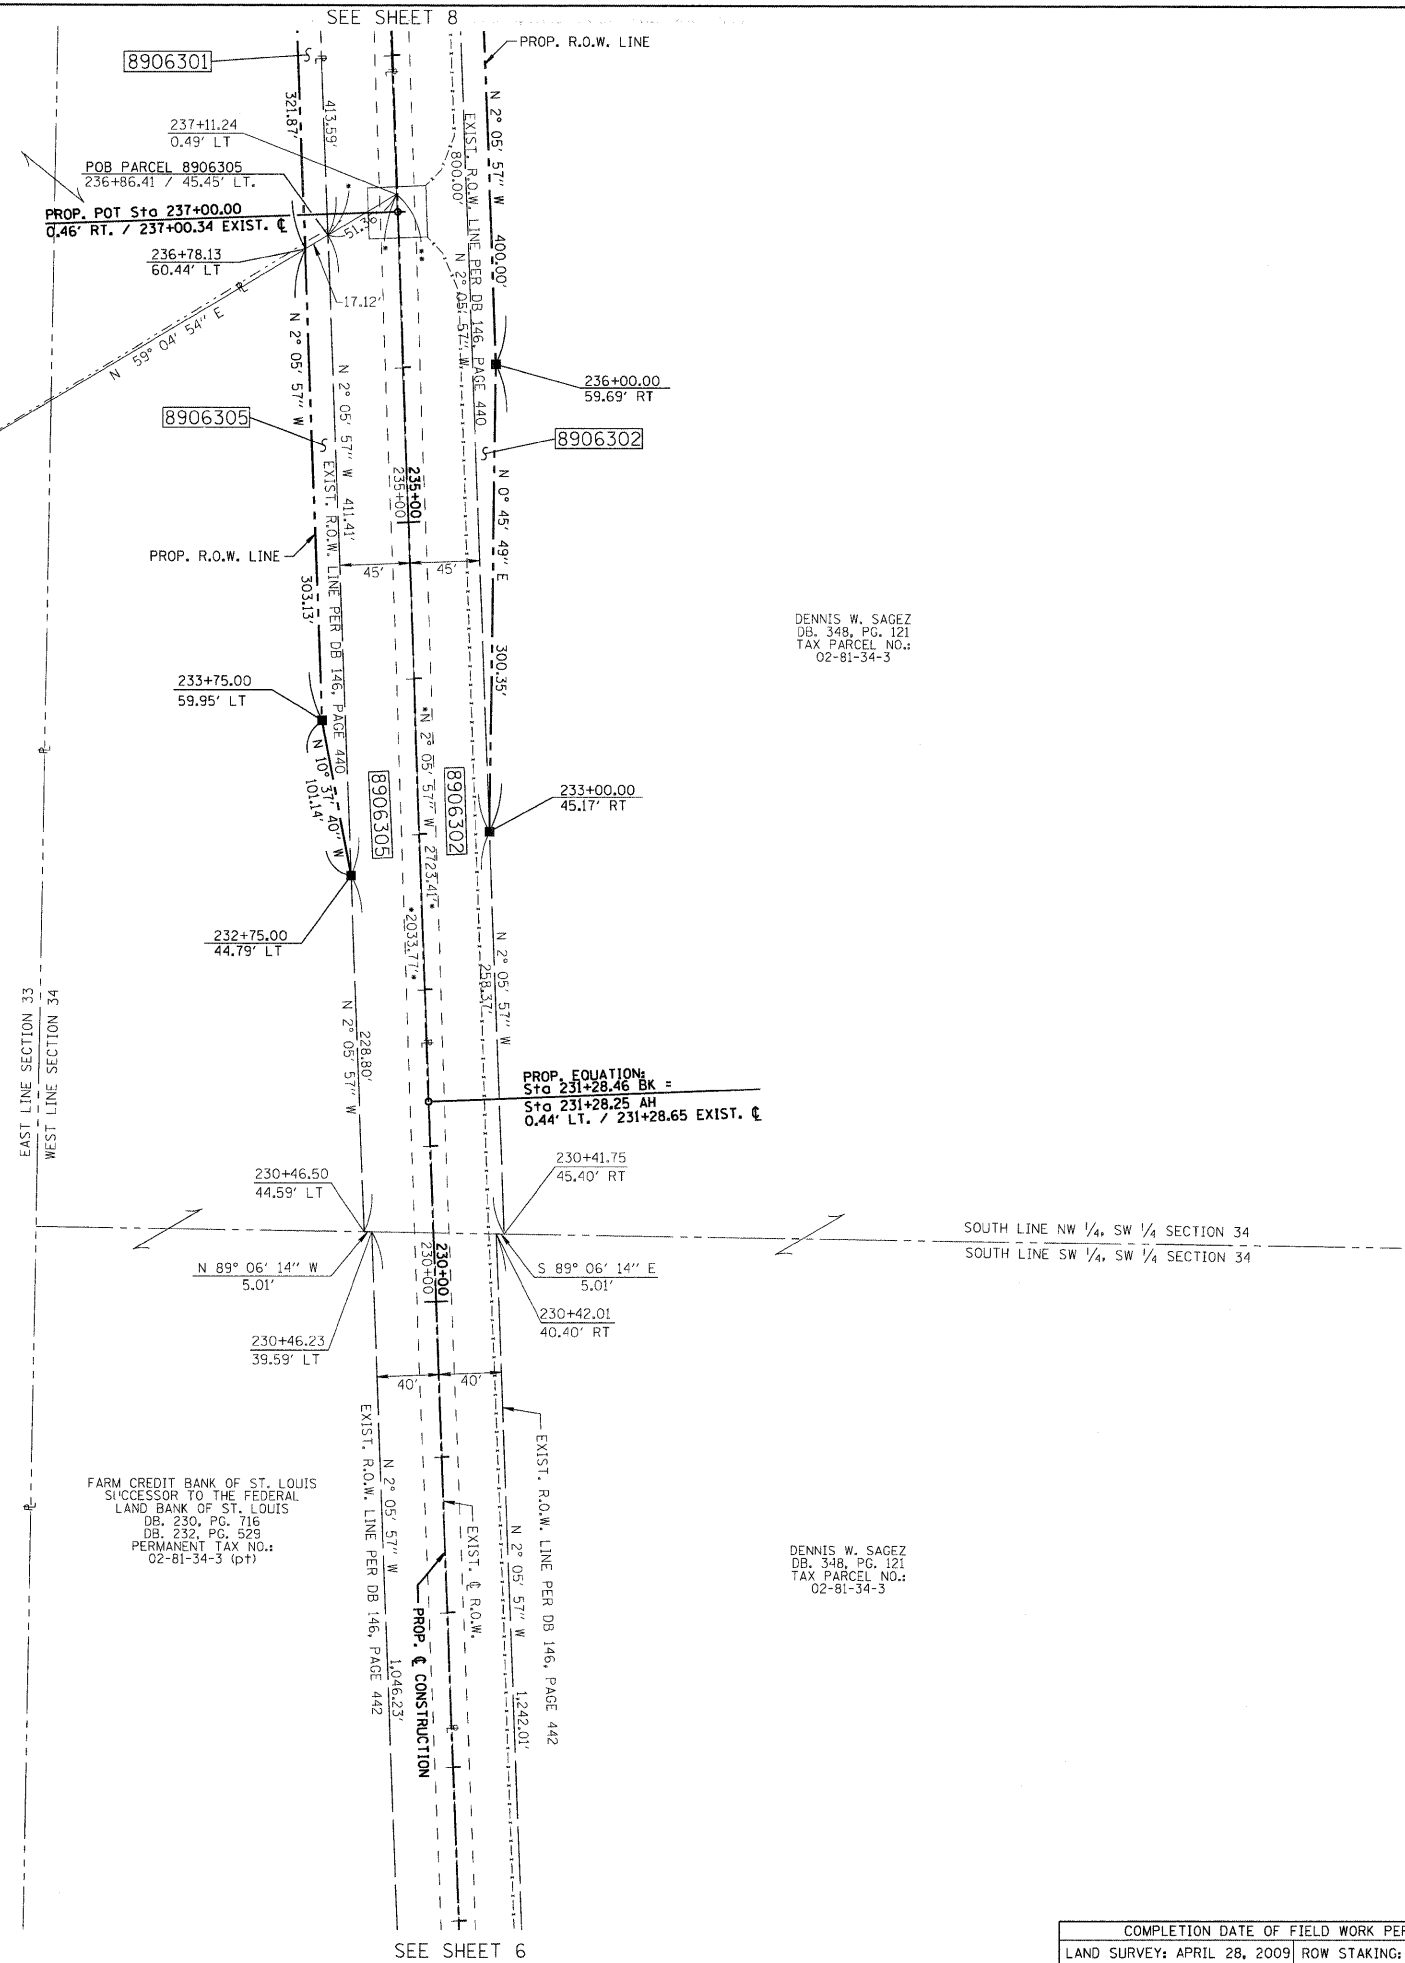 SEE SHEET 8
PROP. R.O.W. LINE
8906301
321.87'
413.59'
237+11.24
0.49' LT
POB PARCEL 8906305
236+86.41 / 45.45' LT.
PROP. POT Sta 237+00.00
0.46' RT. / 237+00.34 EXIST. ℄
236+78.13
60.44' LT
N 59° 04' 54" E
17.12'
EXIST. R.O.W. LINE PER DB 146, PAGE 440
800.00'
N 2° 05' 57" W
N 2° 05' 57" W 400.00'
236+00.00
59.69' RT
8906302
N 0° 45' 49" E
300.35'
8906305
N 2° 05' 57" W
303.13'
PROP. R.O.W. LINE
N 2° 05' 57" W 411.41'
EXIST. R.O.W. LINE PER DB 146, PAGE 440
235+00
235+00
45'
45'
DENNIS W. SAGEZ
DB. 348, PG. 121
TAX PARCEL NO.:
02-81-34-3
233+75.00
59.95' LT
N 10° 37' 40" W
101.14'
8906305
8906302
*N 2° 05' 57" W 2723.41'*
*2033.77'*
233+00.00
45.17' RT
232+75.00
44.79' LT
N 2° 05' 57" W
258.37'
228.80'
N 2° 05' 57" W
EAST LINE SECTION 33
WEST LINE SECTION 34
PROP. EQUATION:
Sta 231+28.46 BK =
Sta 231+28.25 AH
0.44' LT. / 231+28.65 EXIST. ℄
230+46.50
44.59' LT
230+41.75
45.40' RT
SOUTH LINE NW 1/4, SW 1/4 SECTION 34
SOUTH LINE SW 1/4, SW 1/4 SECTION 34
N 89° 06' 14" W
5.01'
S 89° 06' 14" E
5.01'
230+00
230+00
230+46.23
39.59' LT
230+42.01
40.40' RT
40'
40'
EXIST. R.O.W. LINE PER DB 146, PAGE 442
N 2° 05' 57" W 1,046.23'
PROP. ℄ CONSTRUCTION
EXIST. ℄ R.O.W.
N 2° 05' 57" W 1,242.01'
EXIST. R.O.W. LINE PER DB 146, PAGE 442
FARM CREDIT BANK OF ST. LOUIS
SUCCESSOR TO THE FEDERAL
LAND BANK OF ST. LOUIS
DB. 230, PG. 716
DB. 232, PG. 529
PERMANENT TAX NO.:
02-81-34-3 (pt)
DENNIS W. SAGEZ
DB. 348, PG. 121
TAX PARCEL NO.:
02-81-34-3
SEE SHEET 6
COMPLETION DATE OF FIELD WORK PER
LAND SURVEY: APRIL 28, 2009 ROW STAKING: